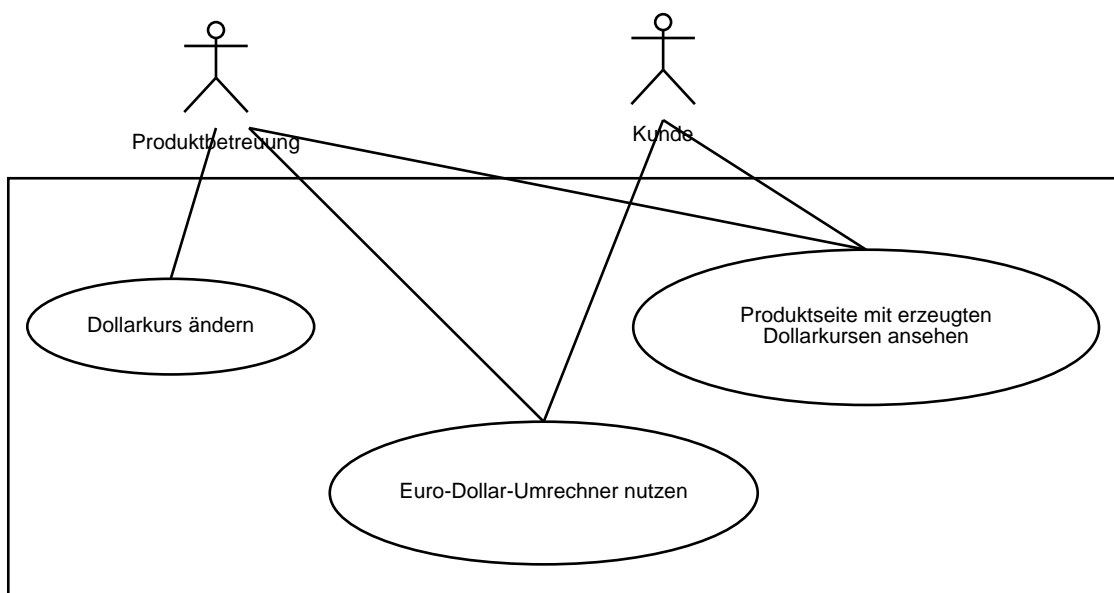 Produktbetreuung
Kunde
Dollarkurs ändern
Produktseite mit erzeugten
Dollarkursen ansehen
Euro-Dollar-Umrechner nutzen